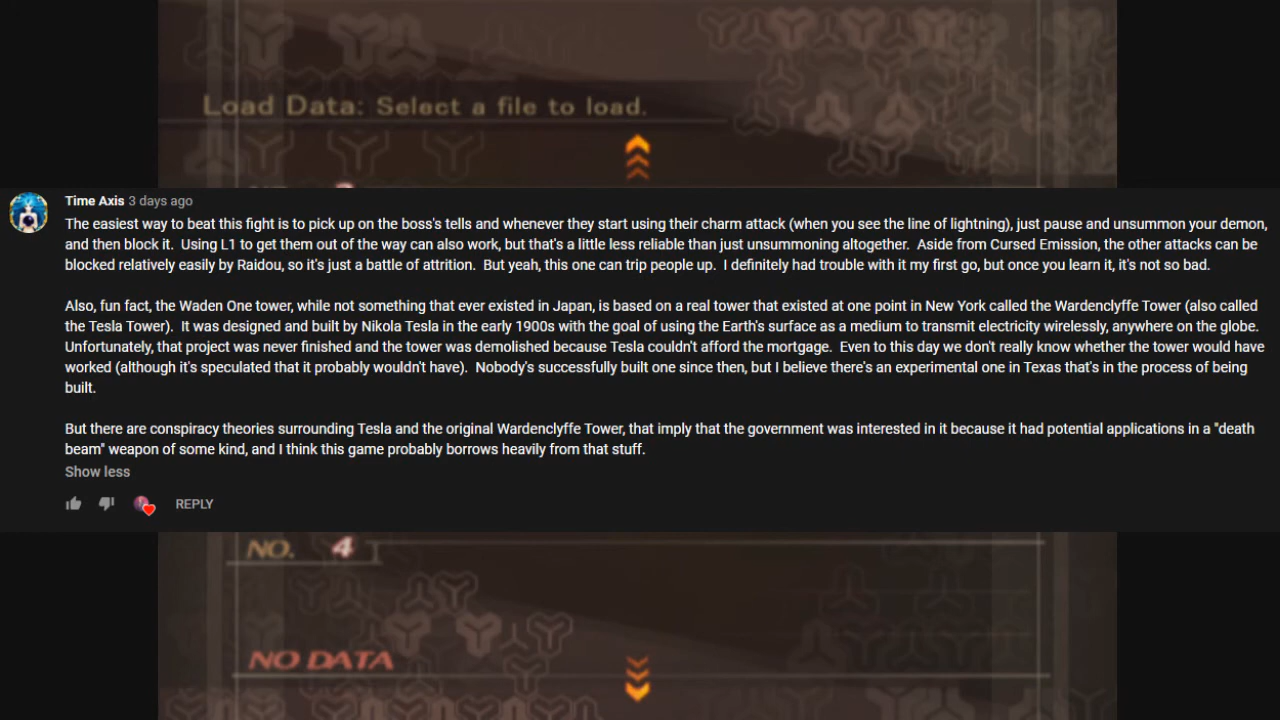 Load Data: Select a file to load.
Time Axis 3 days ago
The easiest way to beat this fight is to pick up on the boss's tells and whenever they start using their charm attack (when you see the line of lightning), just pause and unsummon your demon,
and then block it.  Using L1 to get them out of the way can also work, but that's a little less reliable than just unsummoning altogether.  Aside from Cursed Emission, the other attacks can be
blocked relatively easily by Raidou, so it's just a battle of attrition.  But yeah, this one can trip people up.  I definitely had trouble with it my first go, but once you learn it, it's not so bad.
Also, fun fact, the Waden One tower, while not something that ever existed in Japan, is based on a real tower that existed at one point in New York called the Wardenclyffe Tower (also called
the Tesla Tower).  It was designed and built by Nikola Tesla in the early 1900s with the goal of using the Earth's surface as a medium to transmit electricity wirelessly, anywhere on the globe.
Unfortunately, that project was never finished and the tower was demolished because Tesla couldn't afford the mortgage.  Even to this day we don't really know whether the tower would have
worked (although it's speculated that it probably wouldn't have).  Nobody's successfully built one since then, but I believe there's an experimental one in Texas that's in the process of being
built.
But there are conspiracy theories surrounding Tesla and the original Wardenclyffe Tower, that imply that the government was interested in it because it had potential applications in a "death
beam" weapon of some kind, and I think this game probably borrows heavily from that stuff.
Show less
REPLY
NO. 4
NO DATA